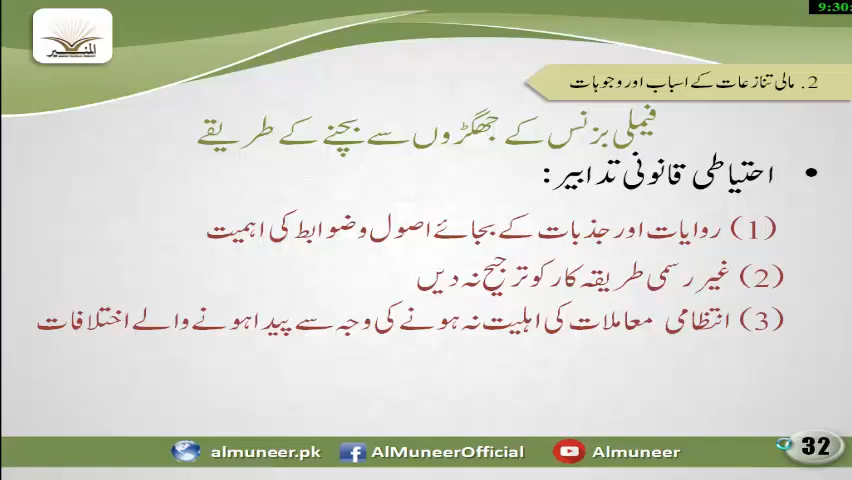 9:30:
المنیر
2. مالی تنازعات کے اسباب اور وجوہات
فیملی بزنس کے جھگڑوں سے بچنے کے طریقے
• احتیاطی قانونی تدابیر:
(1) روایات اور جذبات کے بجائے اصول و ضوابط کی اہمیت
(2) غیر رسمی طریقہ کار کو ترجیح نہ دیں
(3) انتظامی معاملات کی اہلیت نہ ہونے کی وجہ سے پیدا ہونے والے اختلافات
almuneer.pk AlMuneerOfficial Almuneer 32